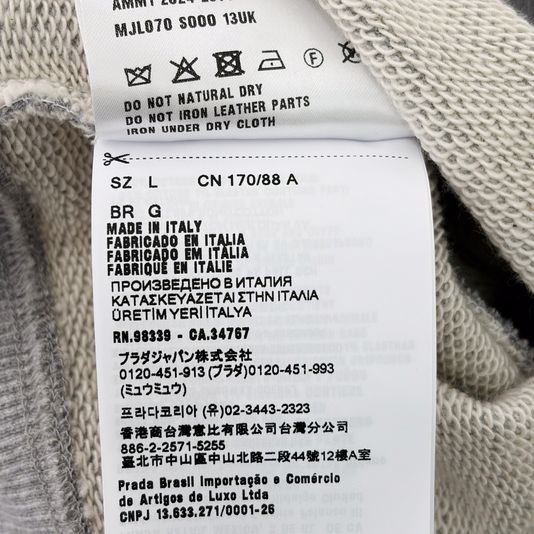 MJL070 S000 13UK
DO NOT NATURAL DRY
DO NOT IRON LEATHER PARTS
IRON UNDER DRY CLOTH
SZ L CN 170/88 A
BR G
MADE IN ITALY
FABRICADO EN ITALIA
FABRICADO EM ITÀLIA
FABRIQUÉ EN ITALIE
ПРОИЗВЕДЕНО В ИТАЛИЯ
ΚΑΤΑΣΚΕΥΑΖΕΤΑΙ ΣΤΗΝ ΙΤΑΛΙΑ
ÜRETİM YERİ İTALYA
RN.98339 - CA.34767
プラダジャパン株式会社
0120-451-913 (プラダ)0120-451-993
(ミュウミュウ)
프라다코리아 (유)02-3443-2323
香港商台灣意比有限公司台灣分公司
886-2-2571-5255
臺北市中山區中山北路二段44號12樓A室
Prada Brasil Importação e Comércio
de Artigos de Luxo Ltda
CNPJ 13.633.271/0001-26